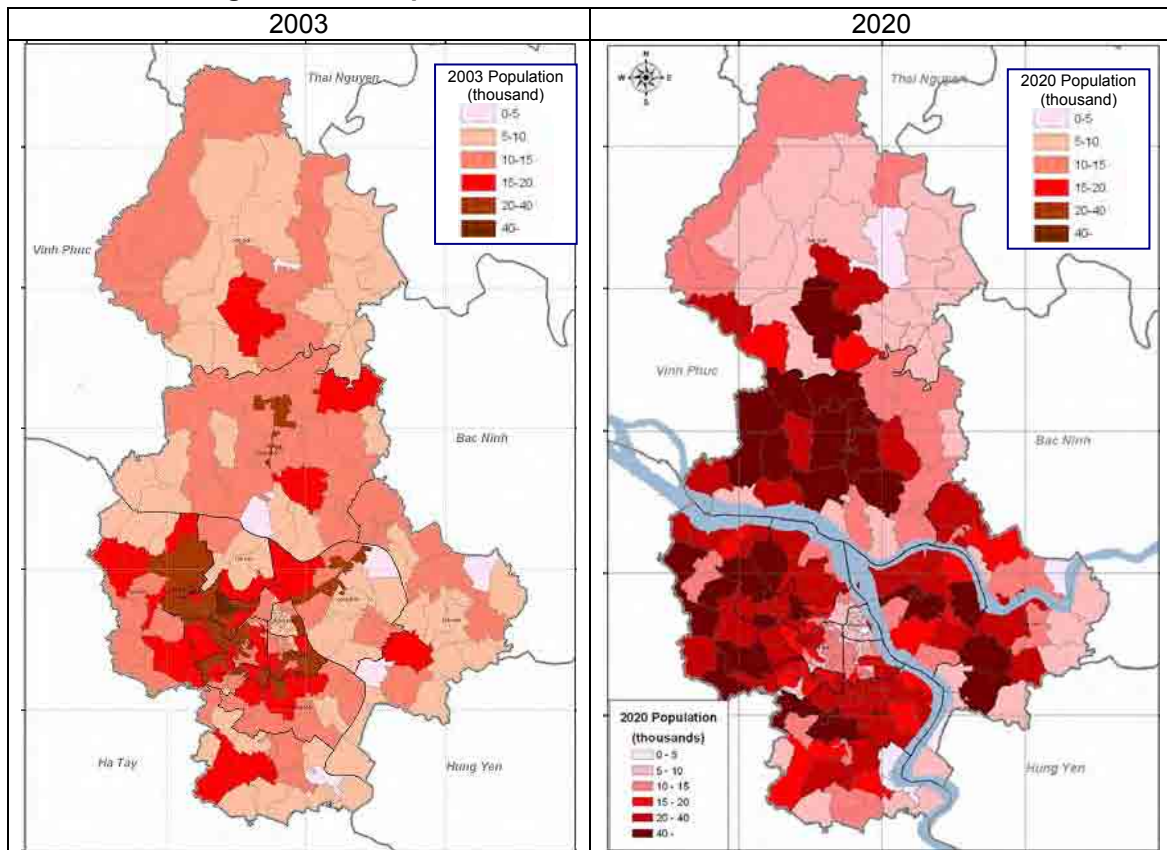 2003
2020
Thai Nguyen
2003 Population
(thousand)
0-5
5-10
10-15
15-20
20-40
40-
Vinh Phuc
Bac Ninh
Ha Tay
Hung Yen
N
W
E
S
Thai Nguyen
2020 Population
(thousand)
0-5
5-10
10-15
15-20
20-40
40-
Vinh Phuc
Bac Ninh
Hung Yen
2020 Population
(thousands)
0 - 5
5 - 10
10 - 15
15 - 20
20 - 40
40 -